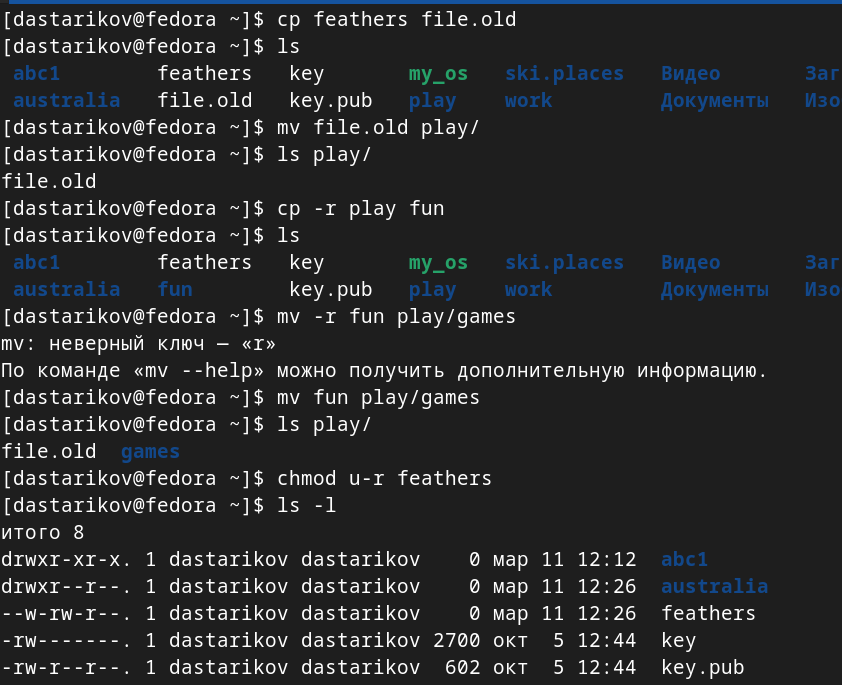 [dastarikov@fedora ~]$ cp feathers file.old
[dastarikov@fedora ~]$ ls
abc1 feathers key my_os ski.places Видео Заг
australia file.old key.pub play work Документы Изо
[dastarikov@fedora ~]$ mv file.old play/
[dastarikov@fedora ~]$ ls play/
file.old
[dastarikov@fedora ~]$ cp -r play fun
[dastarikov@fedora ~]$ ls
abc1 feathers key my_os ski.places Видео Заг
australia fun key.pub play work Документы Изо
[dastarikov@fedora ~]$ mv -r fun play/games
mv: неверный ключ — «r»
По команде «mv --help» можно получить дополнительную информацию.
[dastarikov@fedora ~]$ mv fun play/games
[dastarikov@fedora ~]$ ls play/
file.old games
[dastarikov@fedora ~]$ chmod u-r feathers
[dastarikov@fedora ~]$ ls -l
итого 8
drwxr-xr-x. 1 dastarikov dastarikov 0 мар 11 12:12 abc1
drwxr--r--. 1 dastarikov dastarikov 0 мар 11 12:26 australia
--w-rw-r--. 1 dastarikov dastarikov 0 мар 11 12:26 feathers
-rw-------. 1 dastarikov dastarikov 2700 окт 5 12:44 key
-rw-r--r--. 1 dastarikov dastarikov 602 окт 5 12:44 key.pub